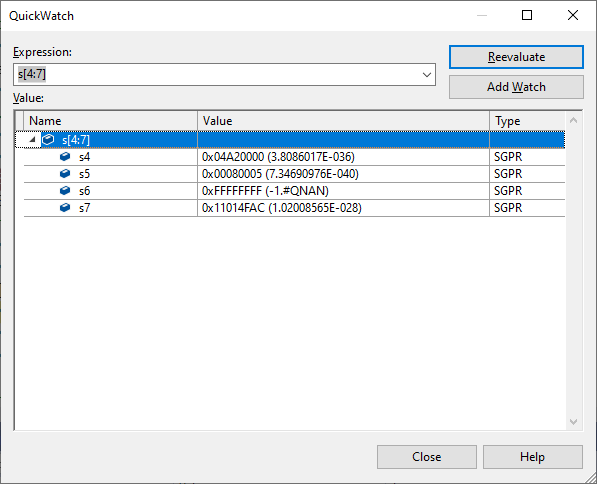 QuickWatch
Expression:
s[4:7]
Reevaluate
Add Watch
Value:
Name Value Type
s[4:7]
s4 0x04A20000 (3.8086017E-036) SGPR
s5 0x00080005 (7.34690976E-040) SGPR
s6 0xFFFFFFFF (-1.#QNAN) SGPR
s7 0x11014FAC (1.02008565E-028) SGPR
Close Help